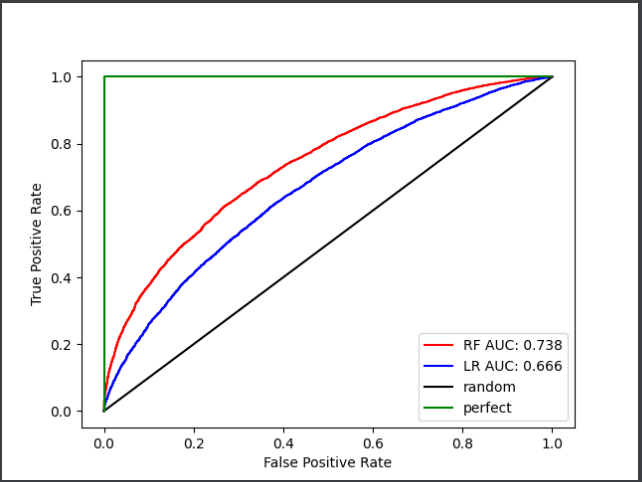 1.0
0.8
0.6
0.4
0.2
0.0
True Positive Rate
RF AUC: 0.738
LR AUC: 0.666
random
perfect
0.0 0.2 0.4 0.6 0.8 1.0
False Positive Rate